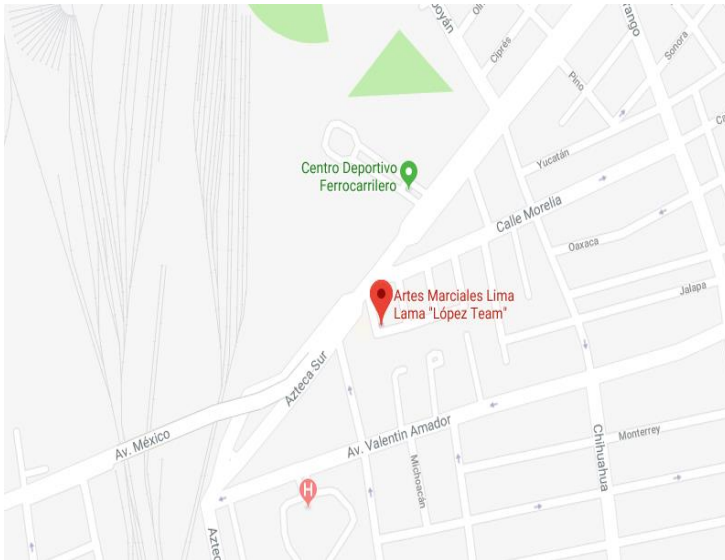 Ciprés
Pino
Sonora
Centro Deportivo
Ferrocarrilero
Yucatán
Calle Morelia
Oaxaca
Artes Marciales Lima
Lama "López Team"
Jalapa
Azteca Sur
Av. México
Av. Valentin Amador
Michoacán
Monterrey
Chihuahua
H